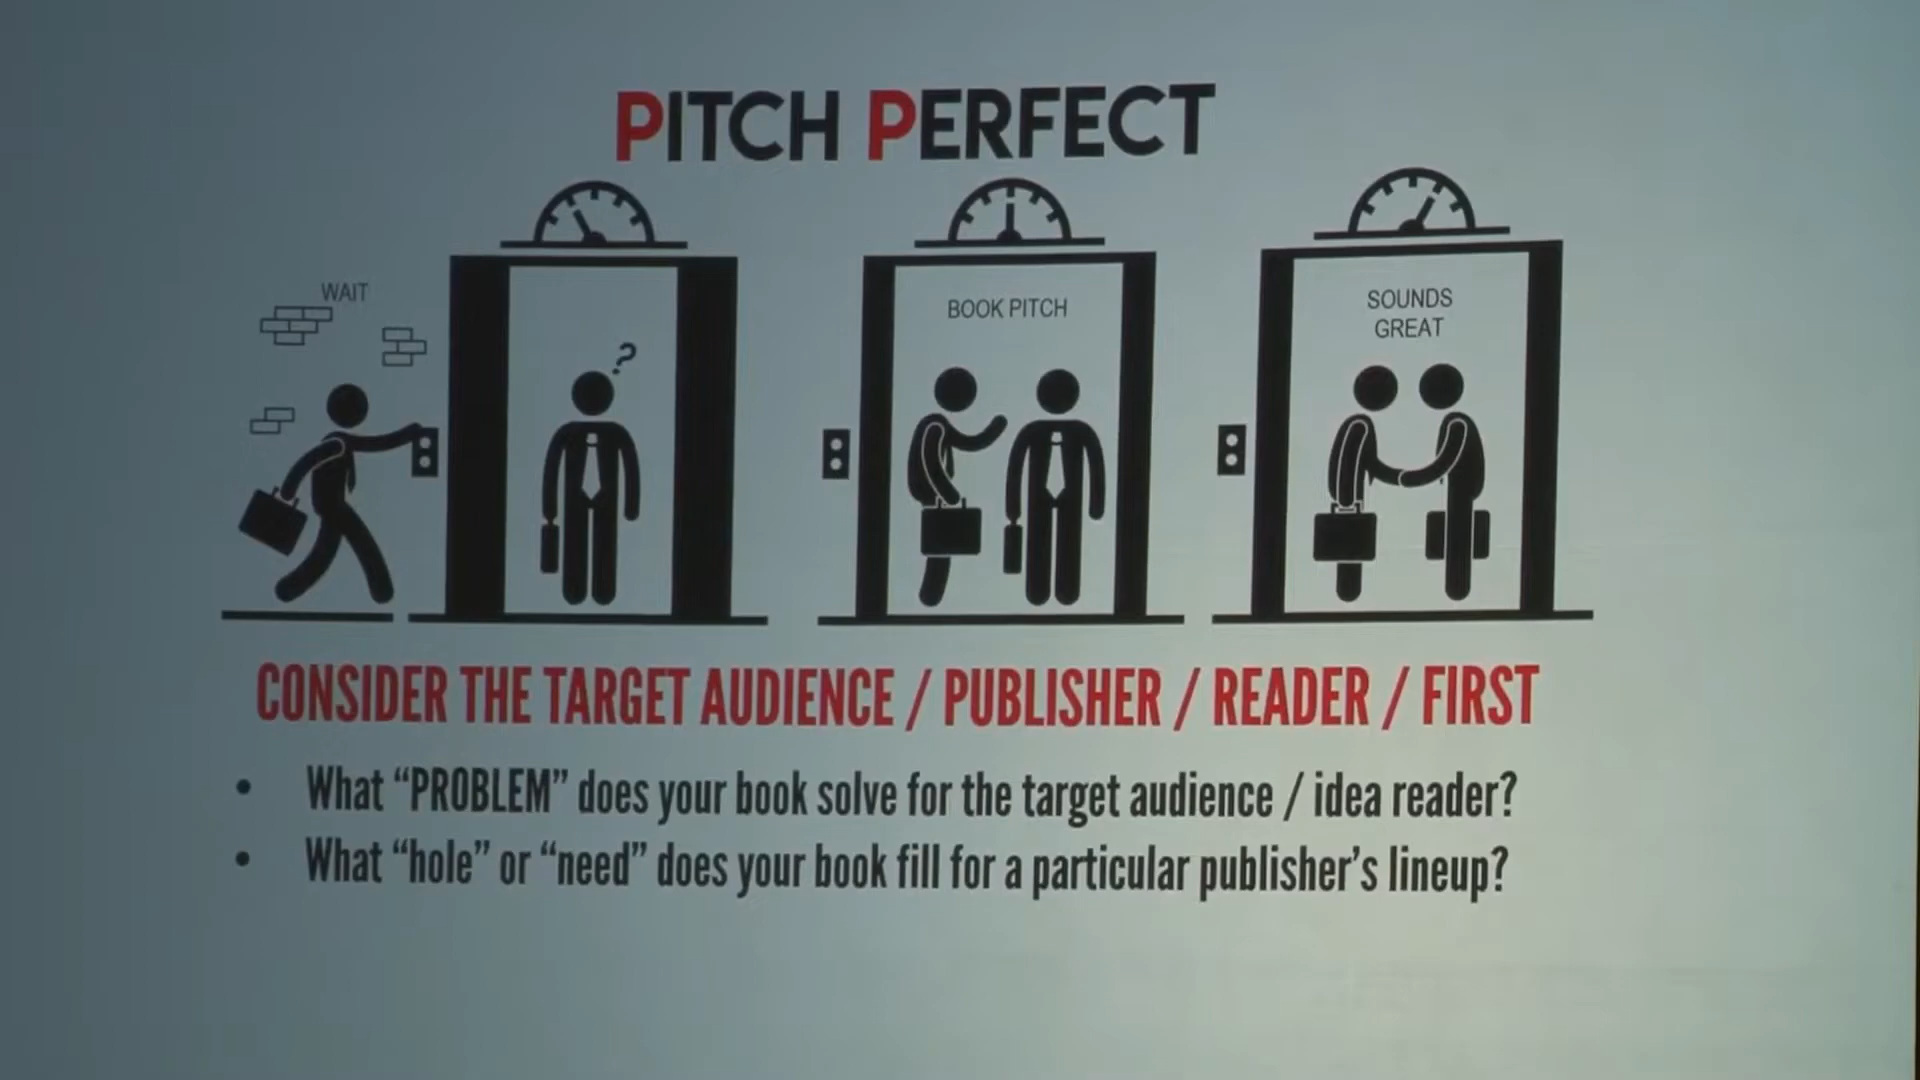 PITCH PERFECT
WAIT
?
BOOK PITCH
SOUNDS
GREAT
CONSIDER THE TARGET AUDIENCE / PUBLISHER / READER / FIRST
• What “PROBLEM” does your book solve for the target audience / idea reader?
• What “hole” or “need” does your book fill for a particular publisher’s lineup?